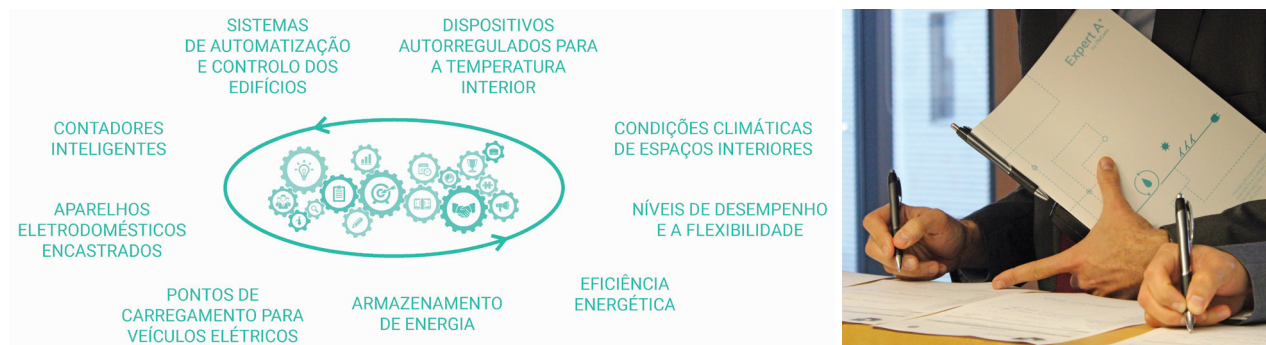 SISTEMAS
DE AUTOMATIZAÇÃO
E CONTROLO DOS
EDIFÍCIOS
DISPOSITIVOS
AUTORREGULADOS PARA
A TEMPERATURA
INTERIOR
CONTADORES
INTELIGENTES
CONDIÇÕES CLIMÁTICAS
DE ESPAÇOS INTERIORES
APARELHOS
ELETRODOMÉSTICOS
ENCASTRADOS
NÍVEIS DE DESEMPENHO
E A FLEXIBILIDADE
PONTOS DE
CARREGAMENTO PARA
VEÍCULOS ELÉTRICOS
ARMAZENAMENTO
DE ENERGIA
EFICIÊNCIA
ENERGÉTICA
Expert A+